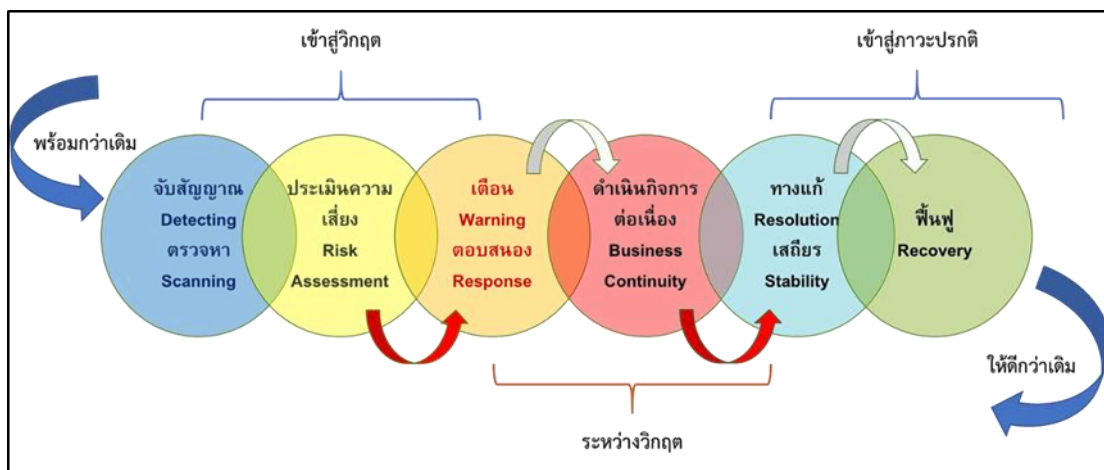 เข้าสู่วิกฤต
เข้าสู่ภาวะปรกติ
พร้อมกว่าเดิม
จับสัญญาณ
Detecting
ตรวจหา
Scanning
ประเมินความ
เสี่ยง
Risk
Assessment
เตือน
Warning
ตอบสนอง
Response
ดำเนินกิจการ
ต่อเนื่อง
Business
Continuity
ทางแก้
Resolution
เสถียร
Stability
ฟื้นฟู
Recovery
ให้ดีกว่าเดิม
ระหว่างวิกฤต